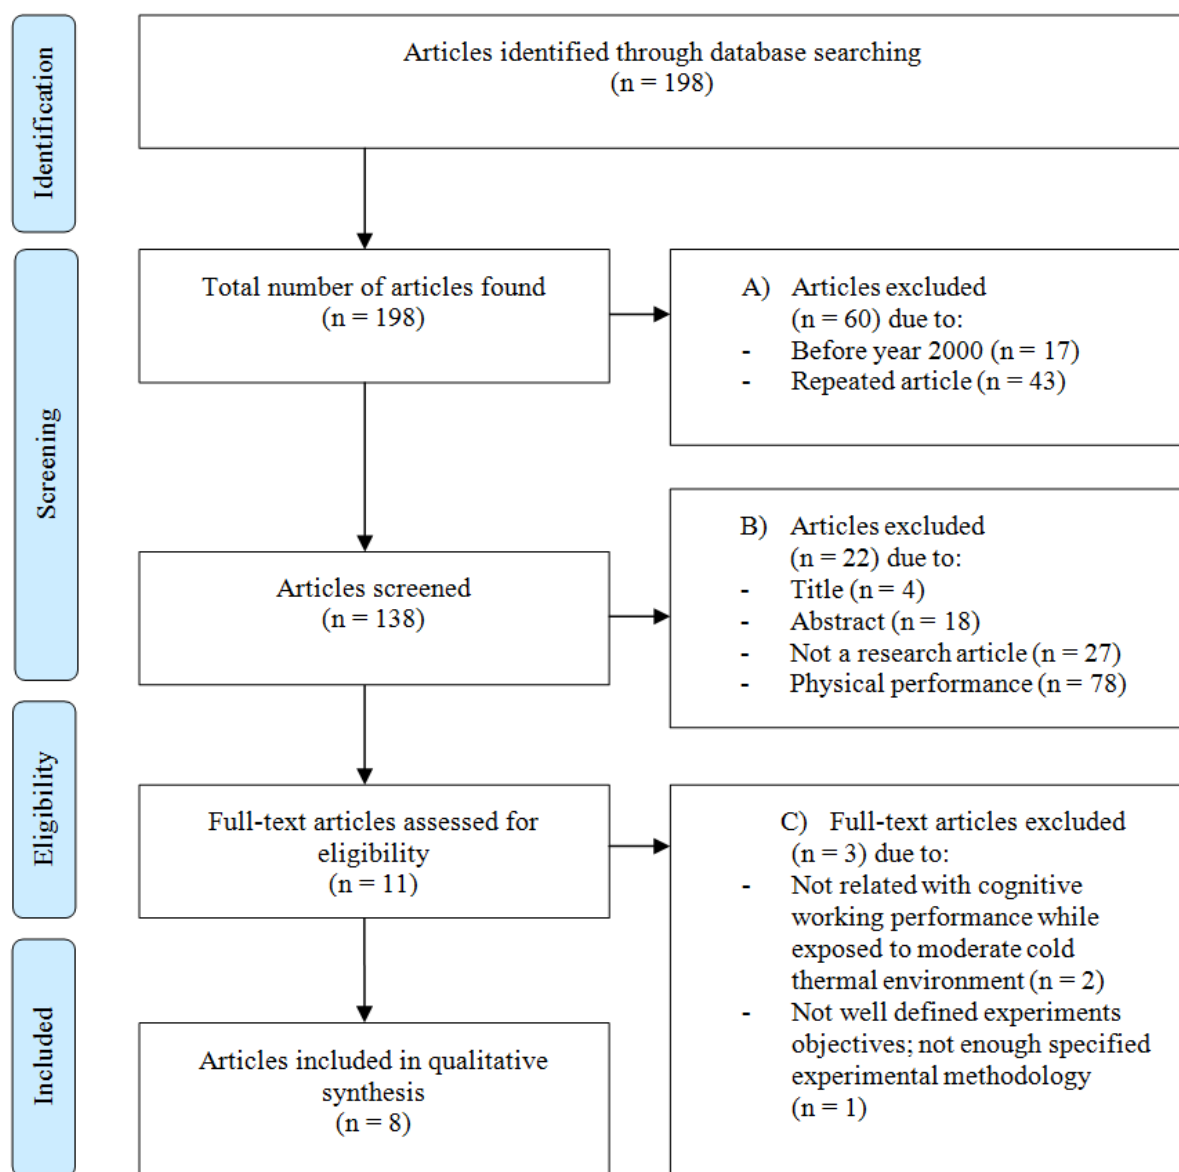 Identification
Articles identified through database searching
(n = 198)
Screening
Total number of articles found
(n = 198)
A) Articles excluded
(n = 60) due to:
- Before year 2000 (n = 17)
- Repeated article (n = 43)
Articles screened
(n = 138)
B) Articles excluded
(n = 22) due to:
- Title (n = 4)
- Abstract (n = 18)
- Not a research article (n = 27)
- Physical performance (n = 78)
Eligibility
Full-text articles assessed for
eligibility
(n = 11)
C) Full-text articles excluded
(n = 3) due to:
- Not related with cognitive
working performance while
exposed to moderate cold
thermal environment (n = 2)
- Not well defined experiments
objectives; not enough specified
experimental methodology
(n = 1)
Included
Articles included in qualitative
synthesis
(n = 8)